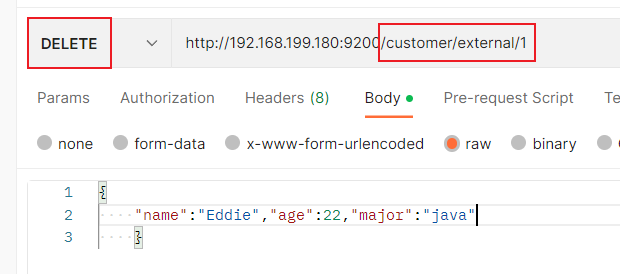 DELETE http://192.168.199.180:9200/customer/external/1
Params Authorization Headers (8) Body Pre-request Script Te
none form-data x-www-form-urlencoded raw binary
1 {
2 "name":"Eddie","age":22,"major":"java"
3 }